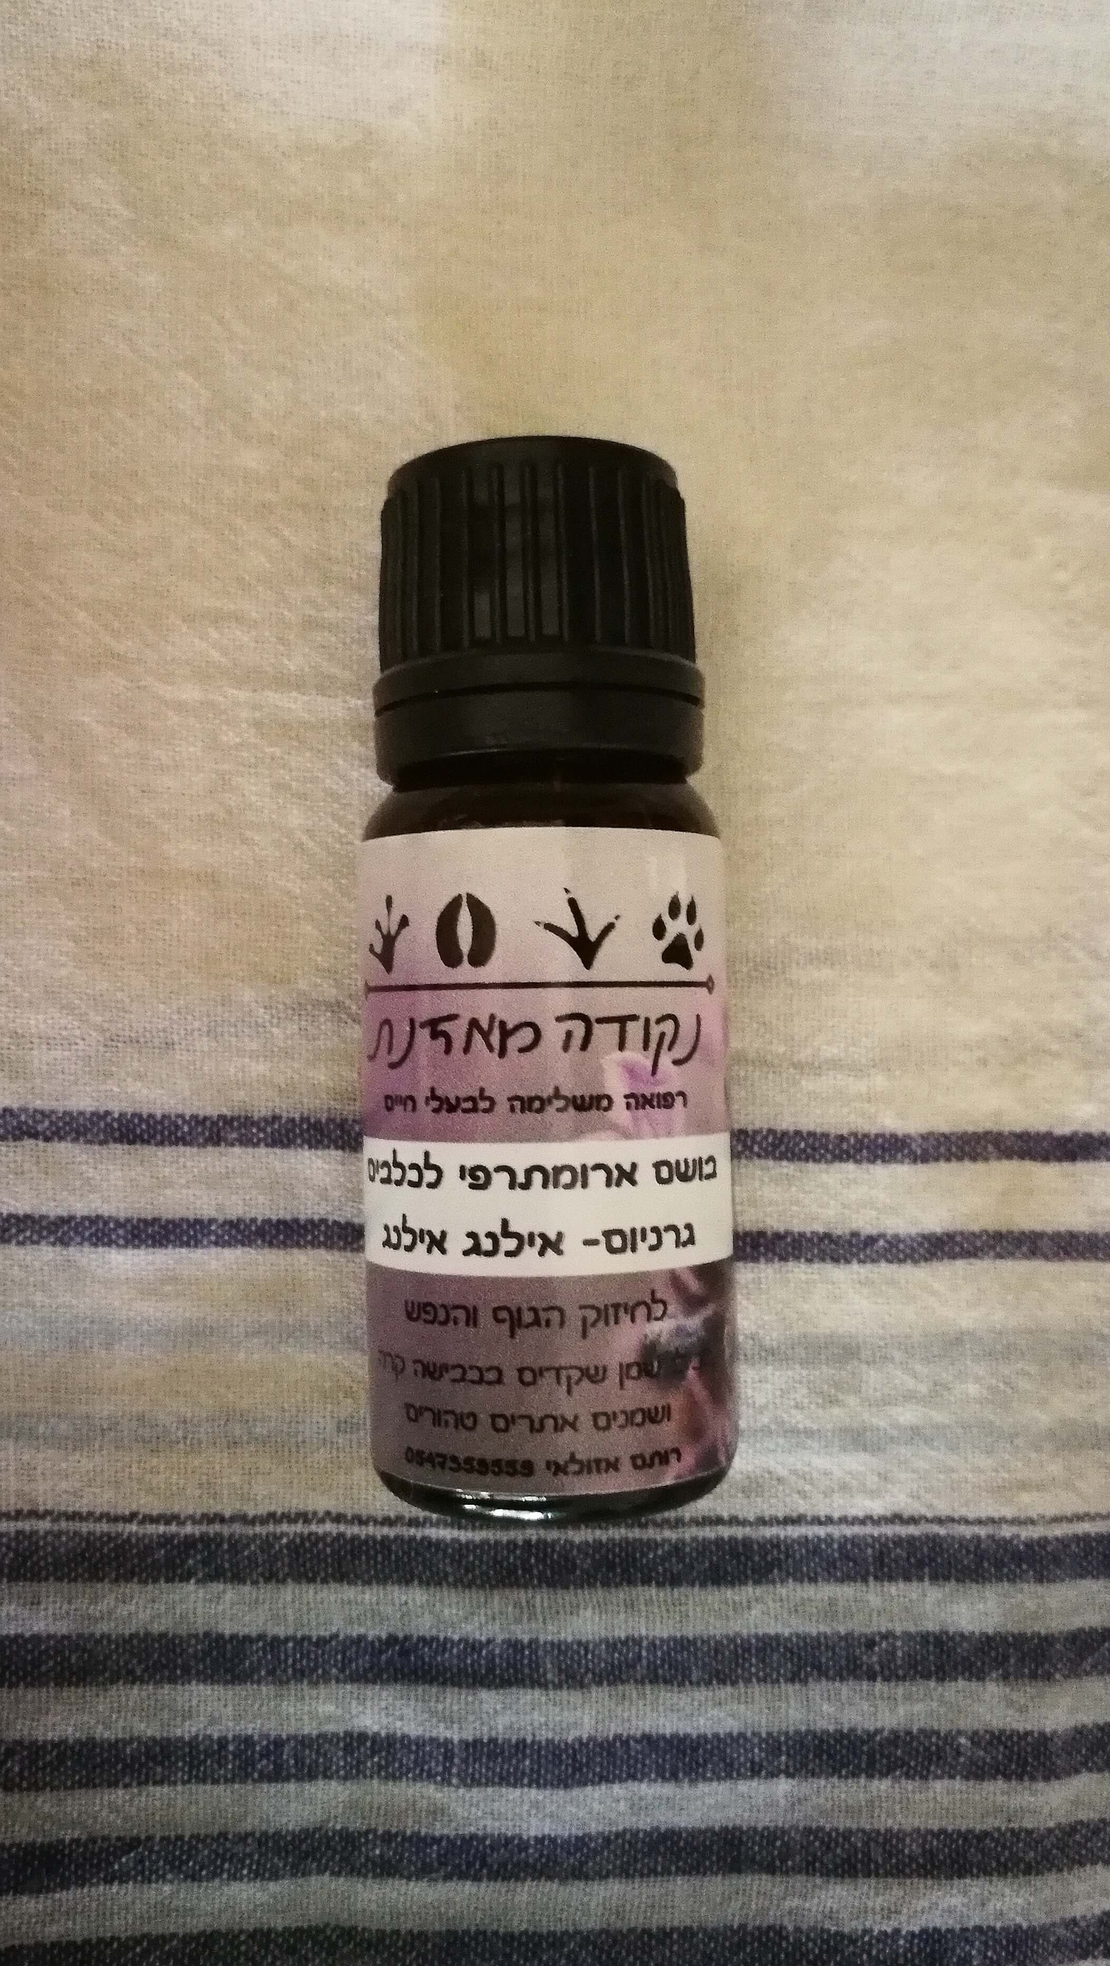 נקודה מאזנת
רפואה משלימה לבעלי חיים
בושם ארומתרפי לכלבים
גרניום- אילנג אילנג
לחיזוק הגוף והנפש
שמן שקדים בכבישה קרה
ושמנים אתרים טהורים
רותם אזולאי 0547359559